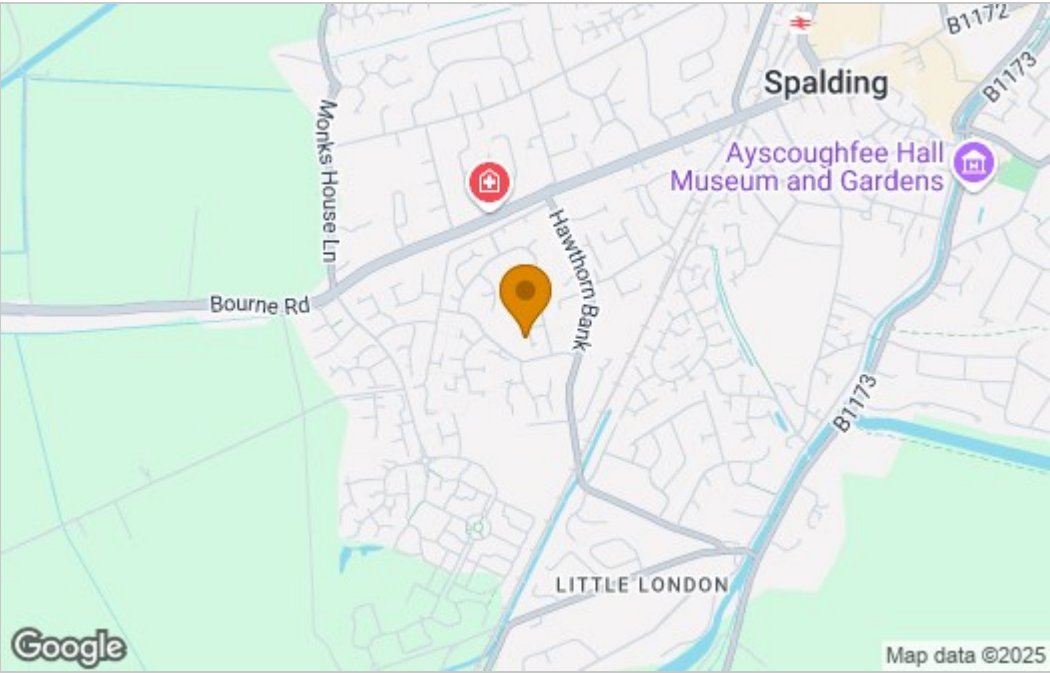 B1172
B1173
Spalding
Monks House Ln
Ayscoughfee Hall
Museum and Gardens
Hawthorn Bank
Bourne Rd
B1173
LITTLE LONDON
Google
Map data ©2025